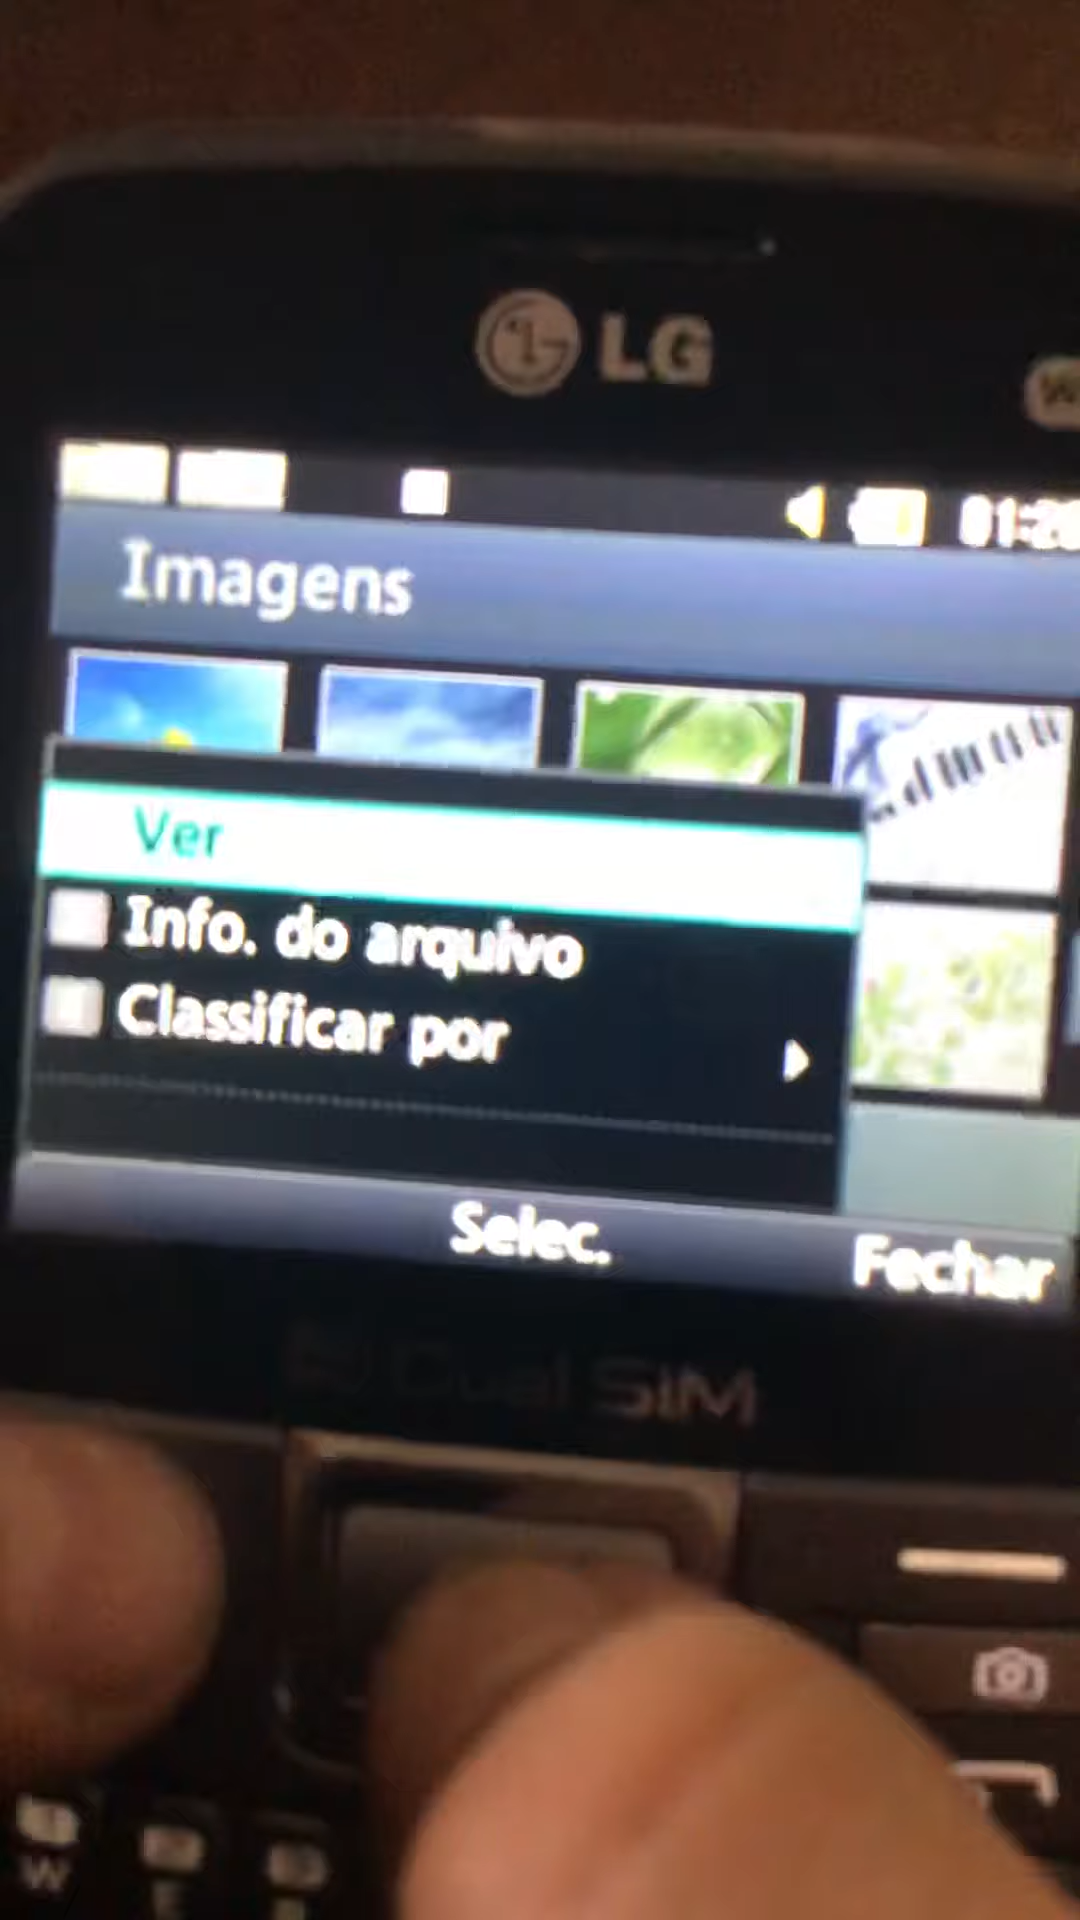 LG
Imagens
Ver
Info. do arquivo
Classificar por
Selec.
Fechar
Dual SIM
W
E